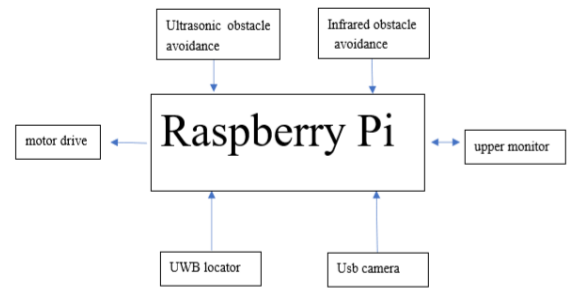 Ultrasonic obstacle
avoidance
Infrared obstacle
avoidance
Raspberry Pi
motor drive
upper monitor
UWB locator
Usb camera